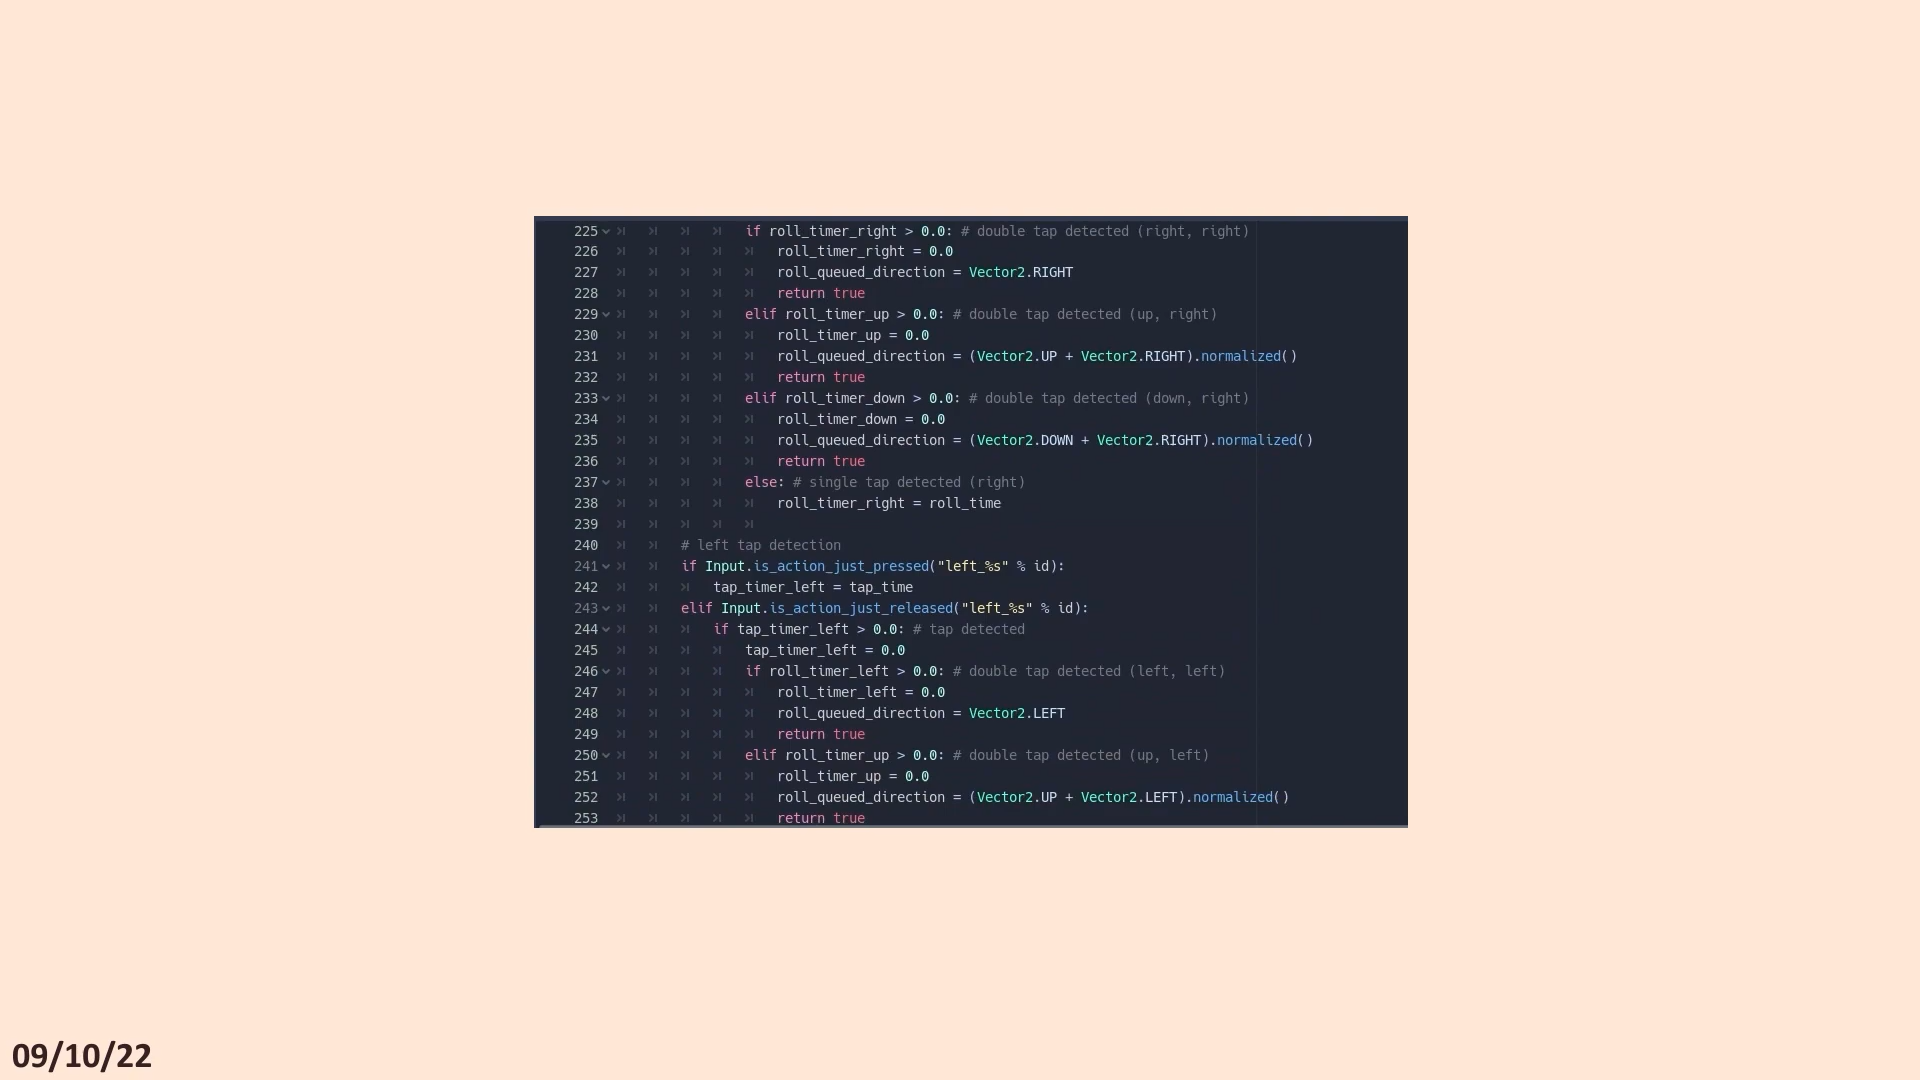 225 if roll_timer_right > 0.0: # double tap detected (right, right)
226 roll_timer_right = 0.0
227 roll_queued_direction = Vector2.RIGHT
228 return true
229 elif roll_timer_up > 0.0: # double tap detected (up, right)
230 roll_timer_up = 0.0
231 roll_queued_direction = (Vector2.UP + Vector2.RIGHT).normalized()
232 return true
233 elif roll_timer_down > 0.0: # double tap detected (down, right)
234 roll_timer_down = 0.0
235 roll_queued_direction = (Vector2.DOWN + Vector2.RIGHT).normalized()
236 return true
237 else: # single tap detected (right)
238 roll_timer_right = roll_time
239
240 # left tap detection
241 if Input.is_action_just_pressed("left_%s" % id):
242 tap_timer_left = tap_time
243 elif Input.is_action_just_released("left_%s" % id):
244 if tap_timer_left > 0.0: # tap detected
245 tap_timer_left = 0.0
246 if roll_timer_left > 0.0: # double tap detected (left, left)
247 roll_timer_left = 0.0
248 roll_queued_direction = Vector2.LEFT
249 return true
250 elif roll_timer_up > 0.0: # double tap detected (up, left)
251 roll_timer_up = 0.0
252 roll_queued_direction = (Vector2.UP + Vector2.LEFT).normalized()
253 return true
09/10/22